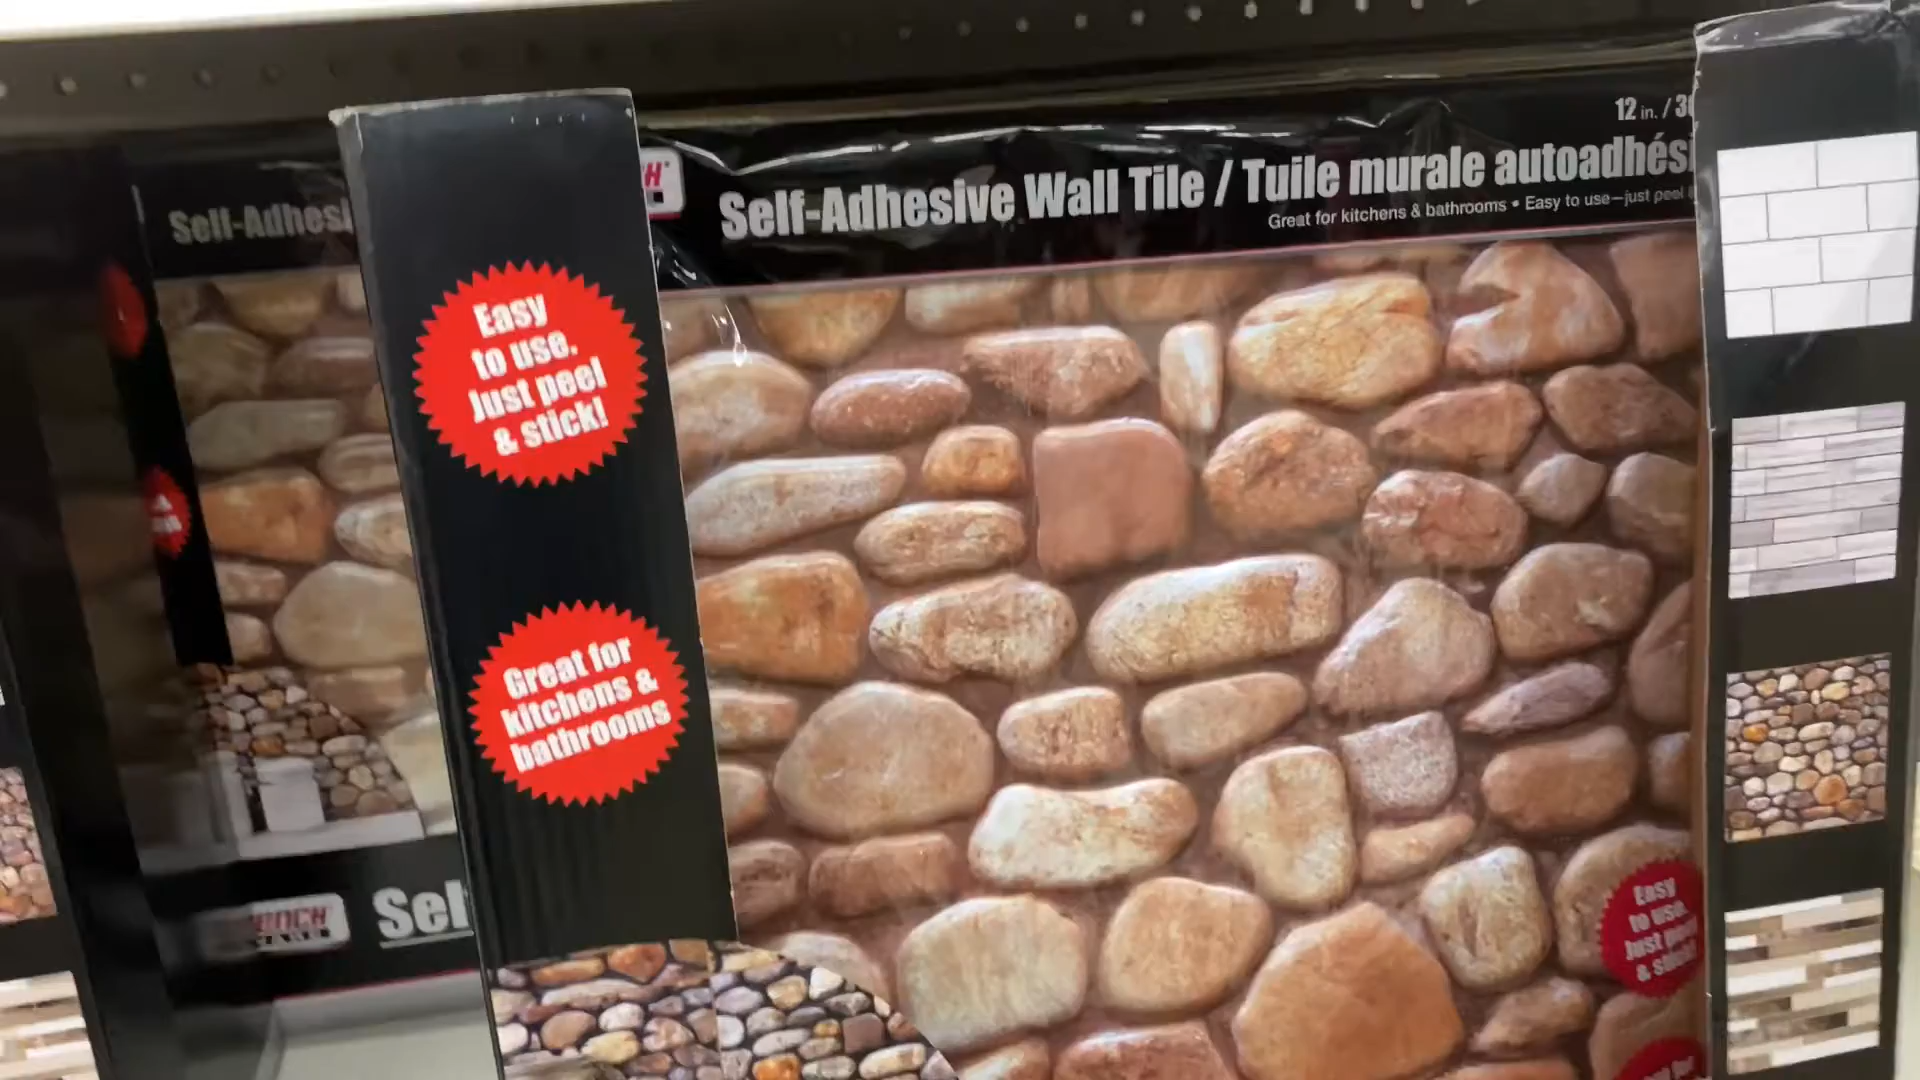 12 in. / 3
Self-Adhesive Wall Tile / Tuile murale autoadhési
Great for kitchens & bathrooms • Easy to use—just peel
Self-Adhesi
Easy
to use.
Just peel
& stick!
Great for
kitchens &
bathrooms
Sel
Easy
to use.
Just peel
& stick!